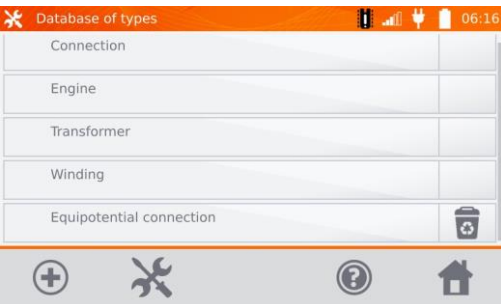 Database of types 06:16
Connection
Engine
Transformer
Winding
Equipotential connection